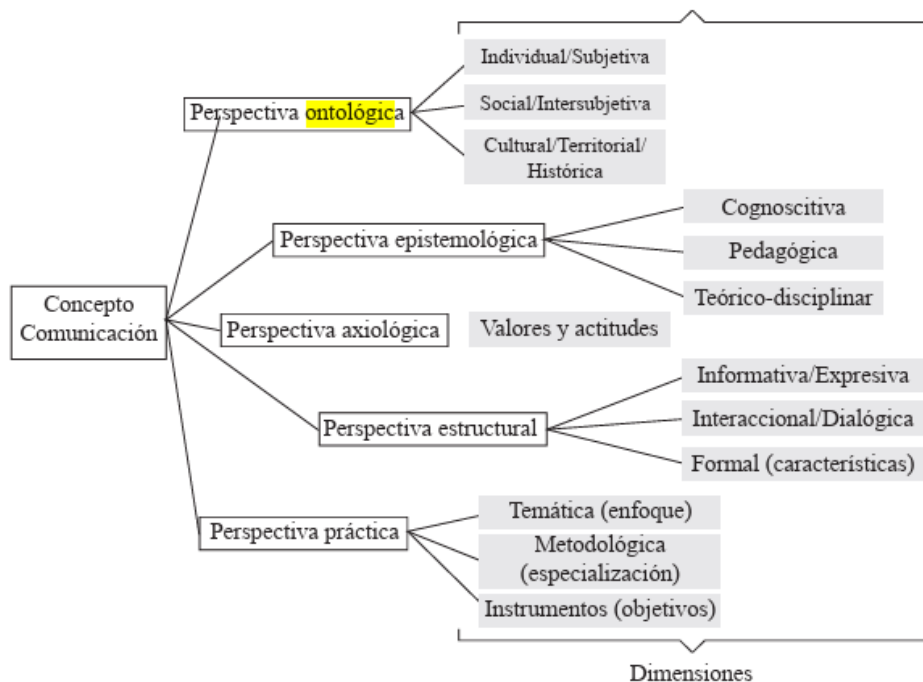 Individual/Subjetiva
Perspectiva ontológica
Social/Intersubjetiva
Cultural/Territorial/
Histórica
Cognoscitiva
Perspectiva epistemológica
Pedagógica
Teórico-disciplinar
Concepto
Comunicación
Perspectiva axiológica
Valores y actitudes
Informativa/Expresiva
Perspectiva estructural
Interaccional/Dialógica
Formal (características)
Temática (enfoque)
Perspectiva práctica
Metodológica
(especialización)
Instrumentos (objetivos)
Dimensiones